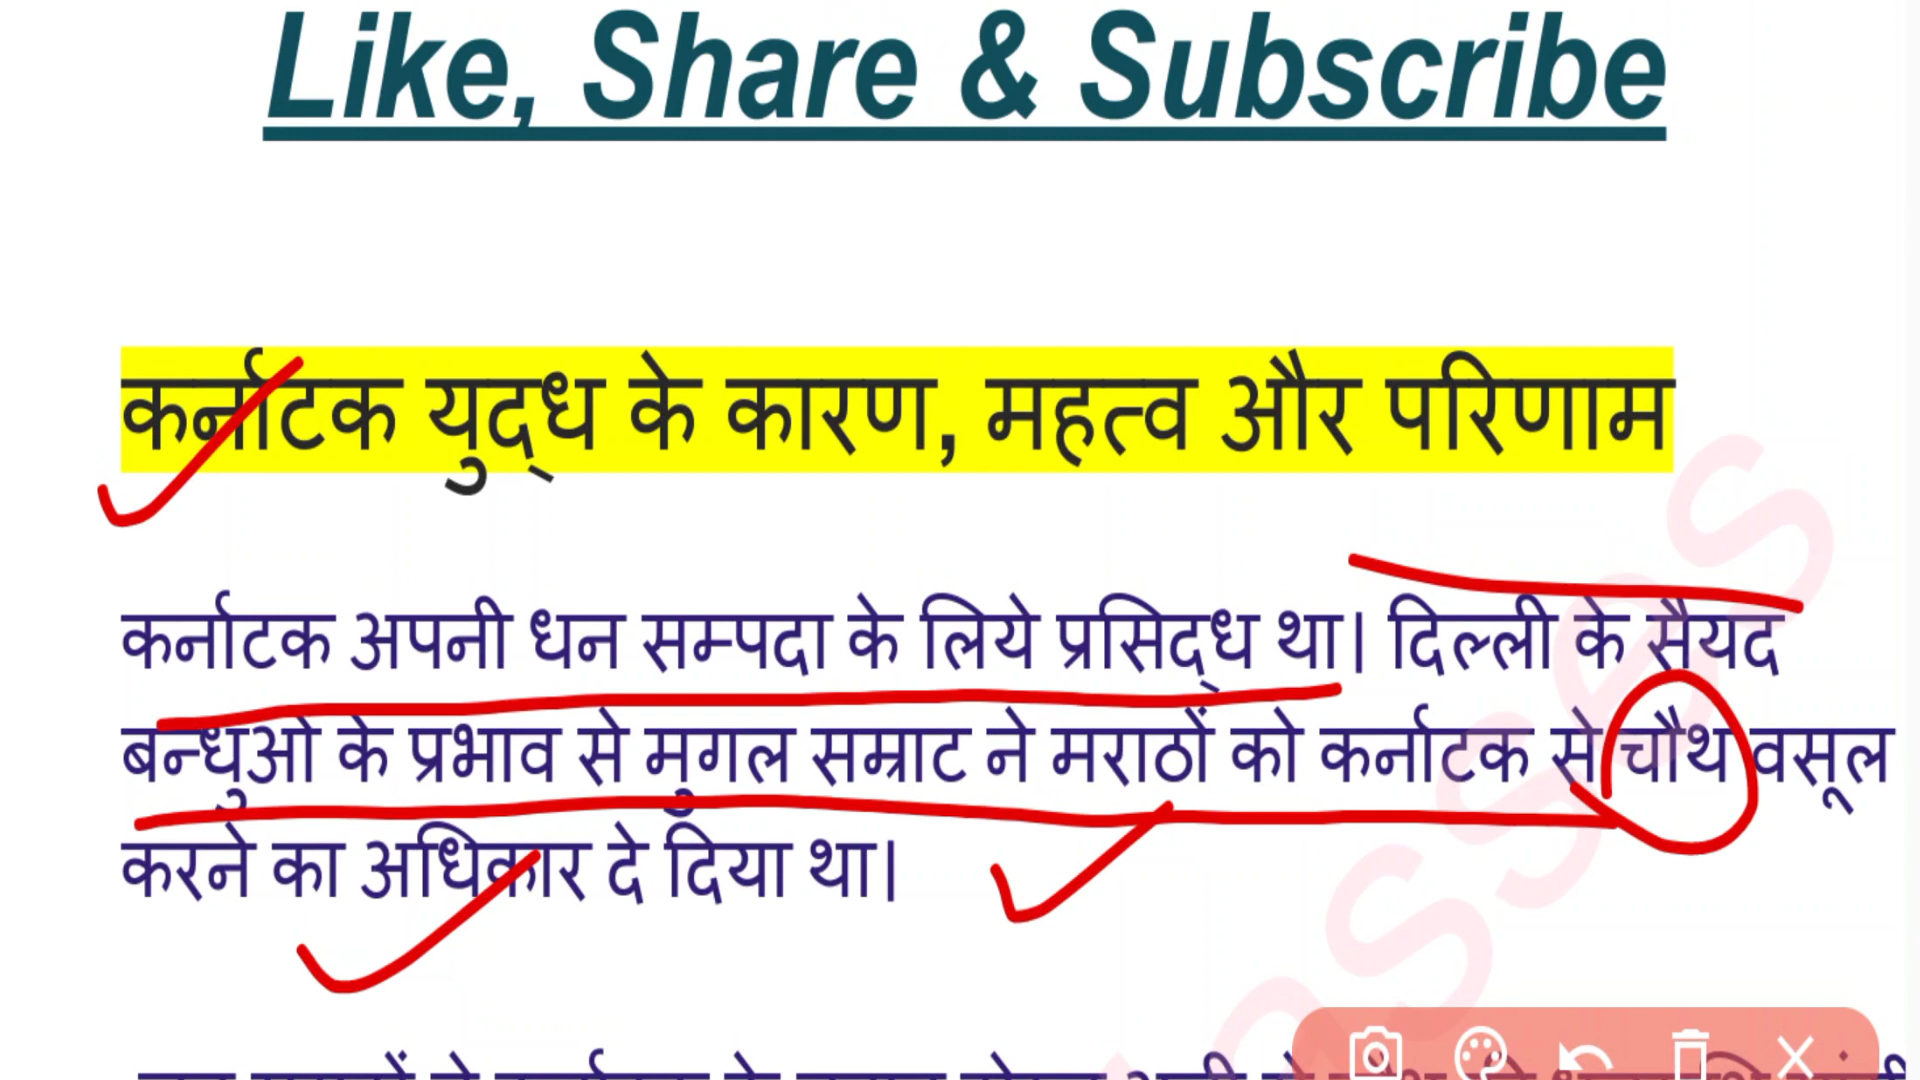 Like, Share & Subscribe
कर्नाटक युद्ध के कारण, महत्व और परिणाम
कर्नाटक अपनी धन सम्पदा के लिये प्रसिद्ध था। दिल्ली के सैयद
बन्धुओं के प्रभाव से मुगल सम्राट ने मराठों को कर्नाटक से चौथ वसूल
करने का अधिकार दे दिया था।